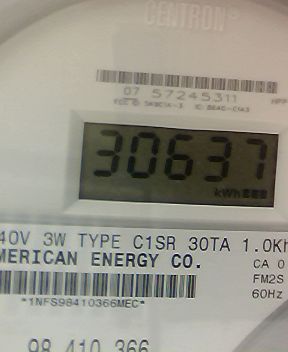 CENTRON®
07 57245311
30637
kWh
40V 3W TYPE C1SR 30TA 1.0Kh
MERICAN ENERGY CO.
CA 0
FM2S
60Hz
*1NFS98410366MEC*
98 410 366